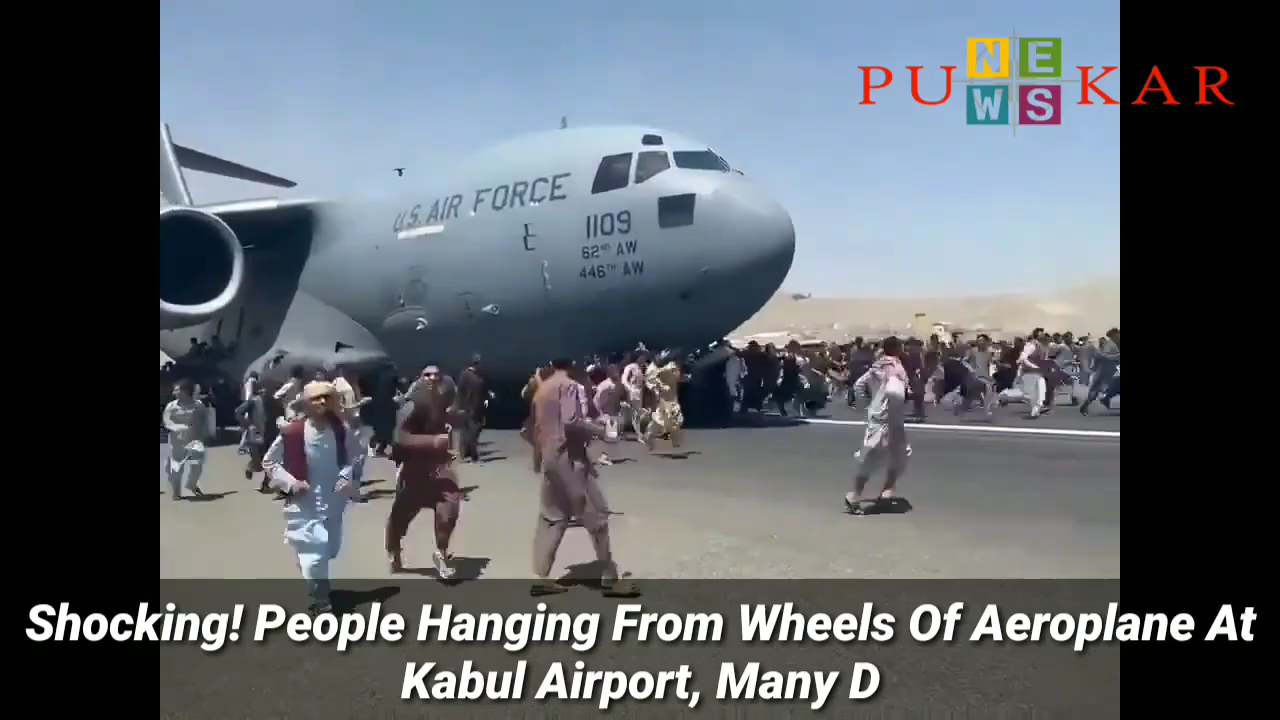 PU NEWS KAR
U.S. AIR FORCE
1109
62ND AW
446TH AW
Shocking! People Hanging From Wheels Of Aeroplane At
Kabul Airport, Many D